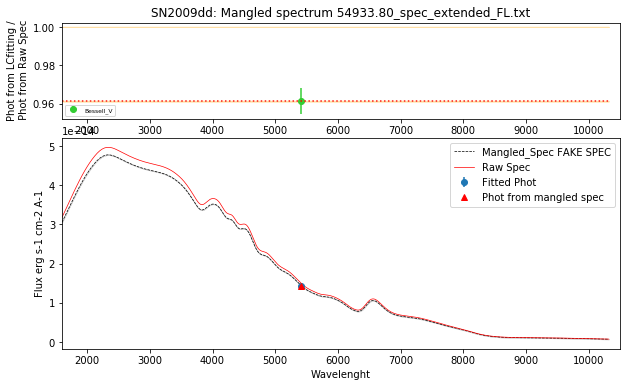 SN2009dd: Mangled spectrum 54933.80_spec_extended_FL.txt
Phot from LCfitting /
Phot from Raw Spec
1.00
0.98
0.96
Bessell_V
2000 3000 4000 5000 6000 7000 8000 9000 10000
1e−14
Flux erg s-1 cm-2 A-1
5
4
3
2
1
0
Mangled_Spec FAKE SPEC
Raw Spec
Fitted Phot
Phot from mangled spec
2000 3000 4000 5000 6000 7000 8000 9000 10000
Wavelenght